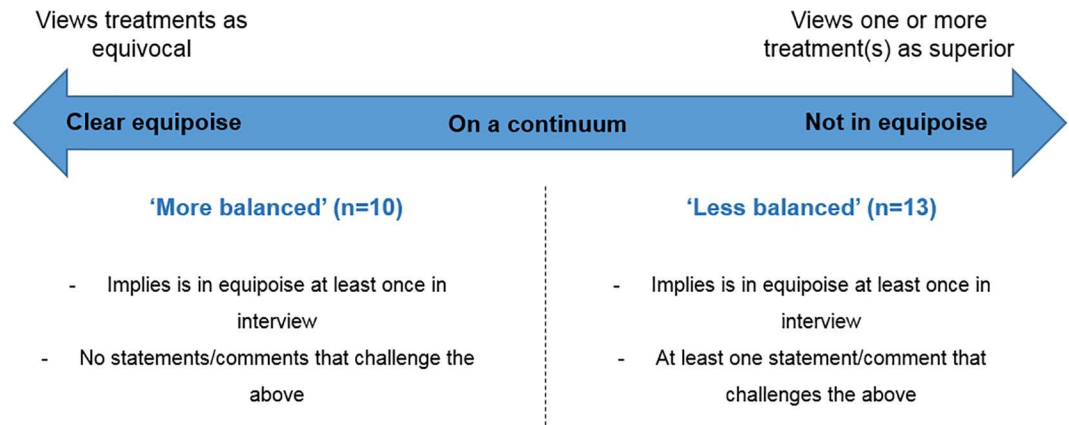 Views treatments as
equivocal
Views one or more
treatment(s) as superior
Clear equipoise
On a continuum
Not in equipoise
‘More balanced’ (n=10)
‘Less balanced’ (n=13)
- Implies is in equipoise at least once in
interview
- No statements/comments that challenge the
above
- Implies is in equipoise at least once in
interview
- At least one statement/comment that
challenges the above